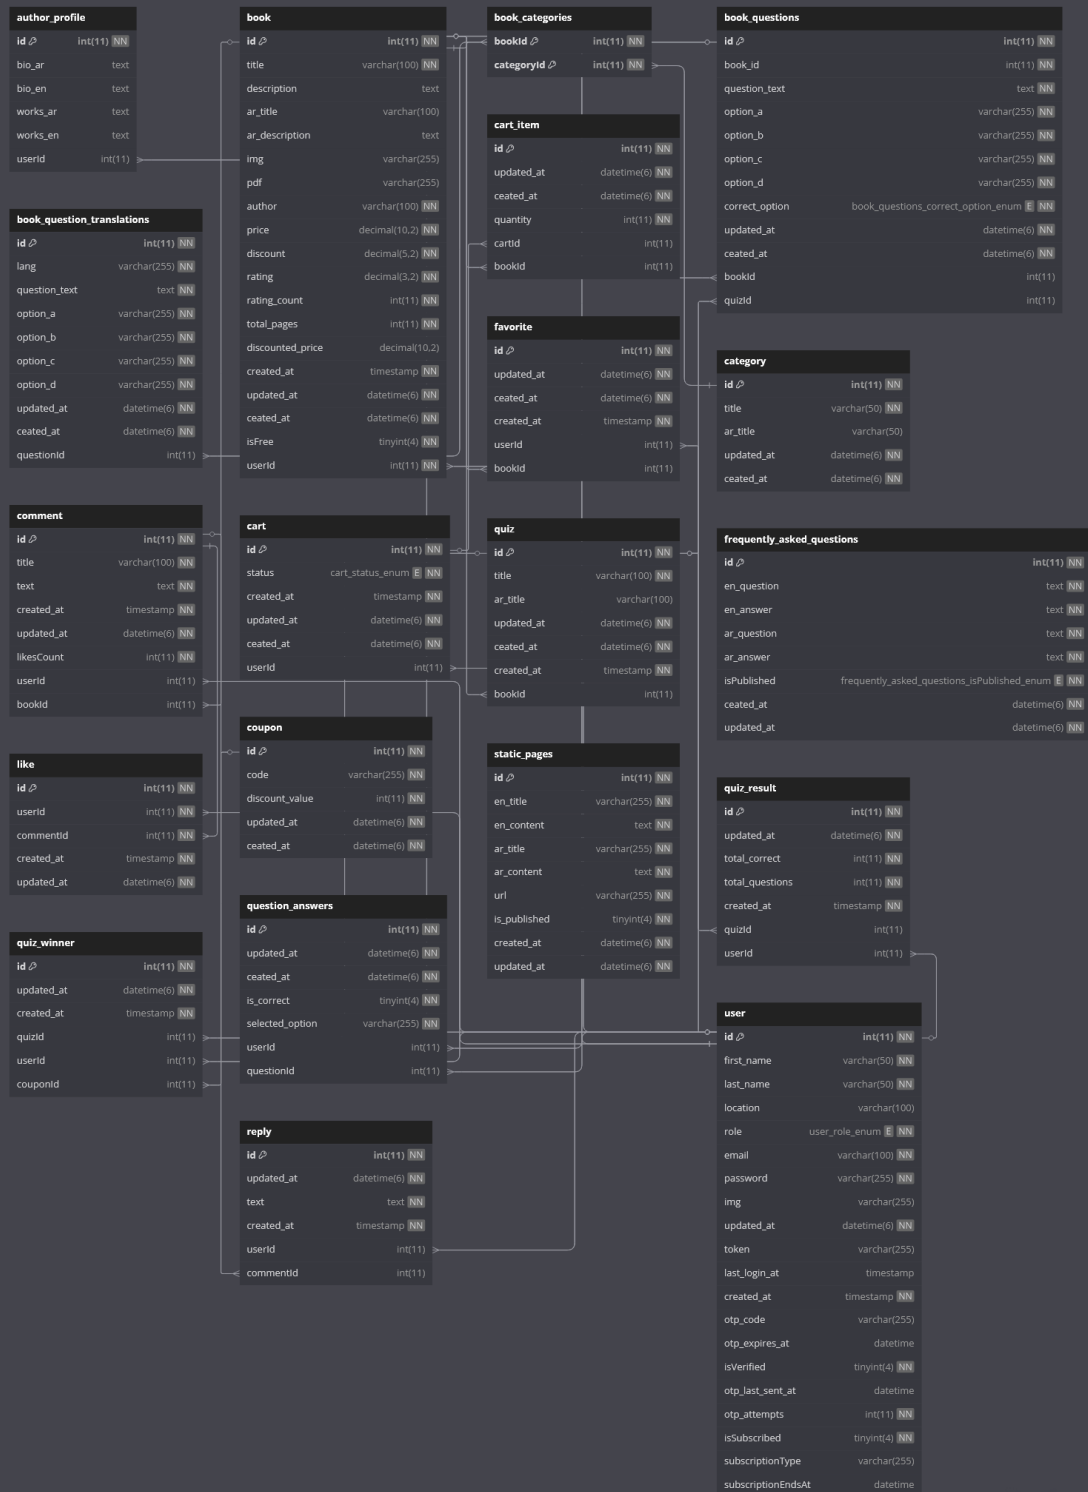 author_profile
id int(11) NN
bio_ar text
bio_en text
works_ar text
works_en text
userId int(11)
book_question_translations
id int(11) NN
lang varchar(255) NN
question_text text NN
option_a varchar(255) NN
option_b varchar(255) NN
option_c varchar(255) NN
option_d varchar(255) NN
updated_at datetime(6) NN
ceated_at datetime(6) NN
questionId int(11)
comment
id int(11) NN
title varchar(100) NN
text text NN
created_at timestamp NN
updated_at datetime(6) NN
likesCount int(11) NN
userId int(11)
bookId int(11)
like
id int(11) NN
userId int(11) NN
commentId int(11) NN
created_at timestamp NN
updated_at datetime(6) NN
quiz_winner
id int(11) NN
updated_at datetime(6) NN
created_at timestamp NN
quizId int(11)
userId int(11)
couponId int(11)
book
id int(11) NN
title varchar(100) NN
description text
ar_title varchar(100)
ar_description text
img varchar(255)
pdf varchar(255)
author varchar(100) NN
price decimal(10,2) NN
discount decimal(5,2) NN
rating decimal(3,2) NN
rating_count int(11) NN
total_pages int(11) NN
discounted_price decimal(10,2)
created_at timestamp NN
updated_at datetime(6) NN
ceated_at datetime(6) NN
isFree tinyint(4) NN
userId int(11) NN
cart
id int(11) NN
status cart_status_enum E NN
created_at timestamp NN
updated_at datetime(6) NN
ceated_at datetime(6) NN
userId int(11)
coupon
id int(11) NN
code varchar(255) NN
discount_value int(11) NN
updated_at datetime(6) NN
ceated_at datetime(6) NN
question_answers
id int(11) NN
updated_at datetime(6) NN
ceated_at datetime(6) NN
is_correct tinyint(4) NN
selected_option varchar(255) NN
userId int(11)
questionId int(11)
reply
id int(11) NN
updated_at datetime(6) NN
text text NN
created_at timestamp NN
userId int(11)
commentId int(11)
book_categories
bookId int(11) NN
categoryId int(11) NN
cart_item
id int(11) NN
updated_at datetime(6) NN
ceated_at datetime(6) NN
quantity int(11) NN
cartId int(11)
bookId int(11)
favorite
id int(11) NN
updated_at datetime(6) NN
ceated_at datetime(6) NN
created_at timestamp NN
userId int(11)
bookId int(11)
quiz
id int(11) NN
title varchar(100) NN
ar_title varchar(100)
updated_at datetime(6) NN
ceated_at datetime(6) NN
created_at timestamp NN
bookId int(11)
static_pages
id int(11) NN
en_title varchar(255) NN
en_content text NN
ar_title varchar(255) NN
ar_content text NN
url varchar(255) NN
is_published tinyint(4) NN
created_at datetime(6) NN
updated_at datetime(6) NN
book_questions
id int(11) NN
book_id int(11) NN
question_text text NN
option_a varchar(255) NN
option_b varchar(255) NN
option_c varchar(255) NN
option_d varchar(255) NN
correct_option book_questions_correct_option_enum E NN
updated_at datetime(6) NN
ceated_at datetime(6) NN
bookId int(11)
quizId int(11)
category
id int(11) NN
title varchar(50) NN
ar_title varchar(50)
updated_at datetime(6) NN
ceated_at datetime(6) NN
frequently_asked_questions
id int(11) NN
en_question text NN
en_answer text NN
ar_question text NN
ar_answer text NN
isPublished frequently_asked_questions_isPublished_enum E NN
ceated_at datetime(6) NN
updated_at datetime(6) NN
quiz_result
id int(11) NN
updated_at datetime(6) NN
total_correct int(11) NN
total_questions int(11) NN
created_at timestamp NN
quizId int(11)
userId int(11)
user
id int(11) NN
first_name varchar(50) NN
last_name varchar(50) NN
location varchar(100)
role user_role_enum E NN
email varchar(100) NN
password varchar(255) NN
img varchar(255)
updated_at datetime(6) NN
token varchar(255)
last_login_at timestamp
created_at timestamp NN
otp_code varchar(255)
otp_expires_at datetime
isVerified tinyint(4) NN
otp_last_sent_at datetime
otp_attempts int(11) NN
isSubscribed tinyint(4) NN
subscriptionType varchar(255)
subscriptionEndsAt datetime